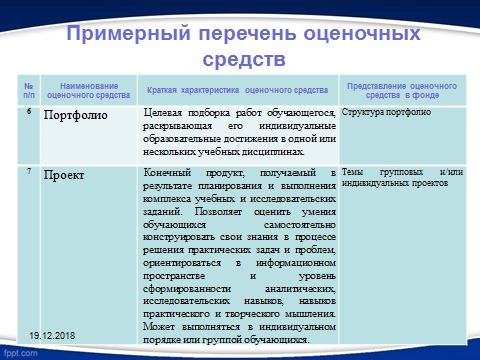 Примерный перечень оценочных
средств
№
п/п
Наименование
оценочного средства
Краткая характеристика оценочного средства
Представление оценочного
средства в фонде
6
Портфолио
Целевая подборка работ обучающегося,
раскрывающая его индивидуальные
образовательные достижения в одной или
нескольких учебных дисциплинах.
Структура портфолио
7
Проект
Конечный продукт, получаемый в
результате планирования и выполнения
комплекса учебных и исследовательских
заданий. Позволяет оценить умения
обучающихся самостоятельно
конструировать свои знания в процессе
решения практических задач и проблем,
ориентироваться в информационном
пространстве и уровень
сформированности аналитических,
исследовательских навыков, навыков
практического и творческого мышления.
Может выполняться в индивидуальном
порядке или группой обучающихся.
Темы групповых и/или
индивидуальных проектов
19.12.2018
fppt.com